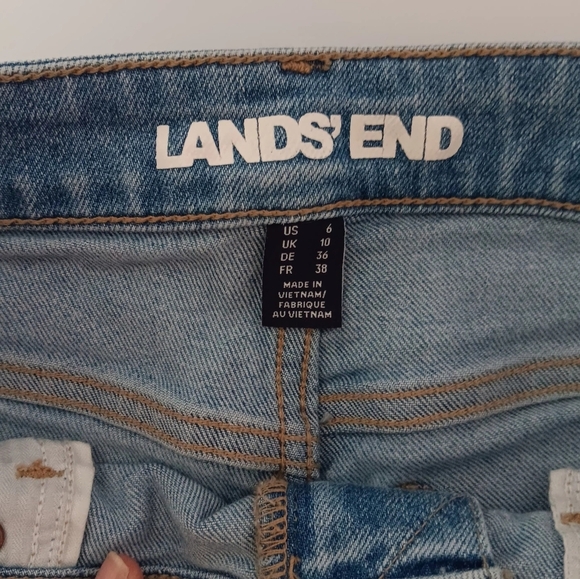 LANDS' END
US 6
UK 10
DE 36
FR 38
MADE IN
VIETNAM/
FABRIQUE
AU VIETNAM